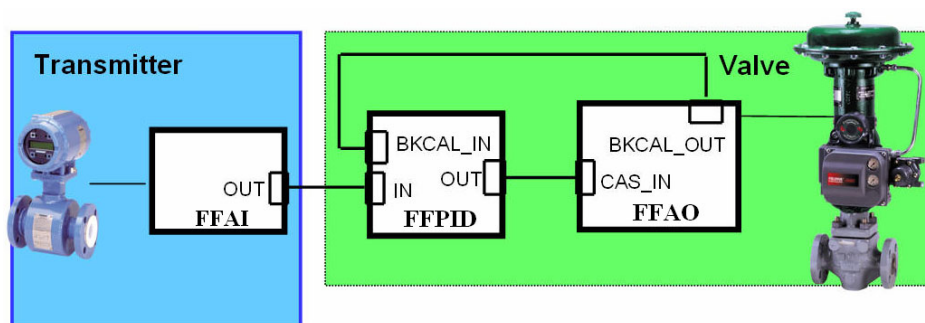 Transmitter
Valve
BKCAL_IN
BKCAL_OUT
OUT
IN
OUT
CAS_IN
FFAI
FFPID
FFAO